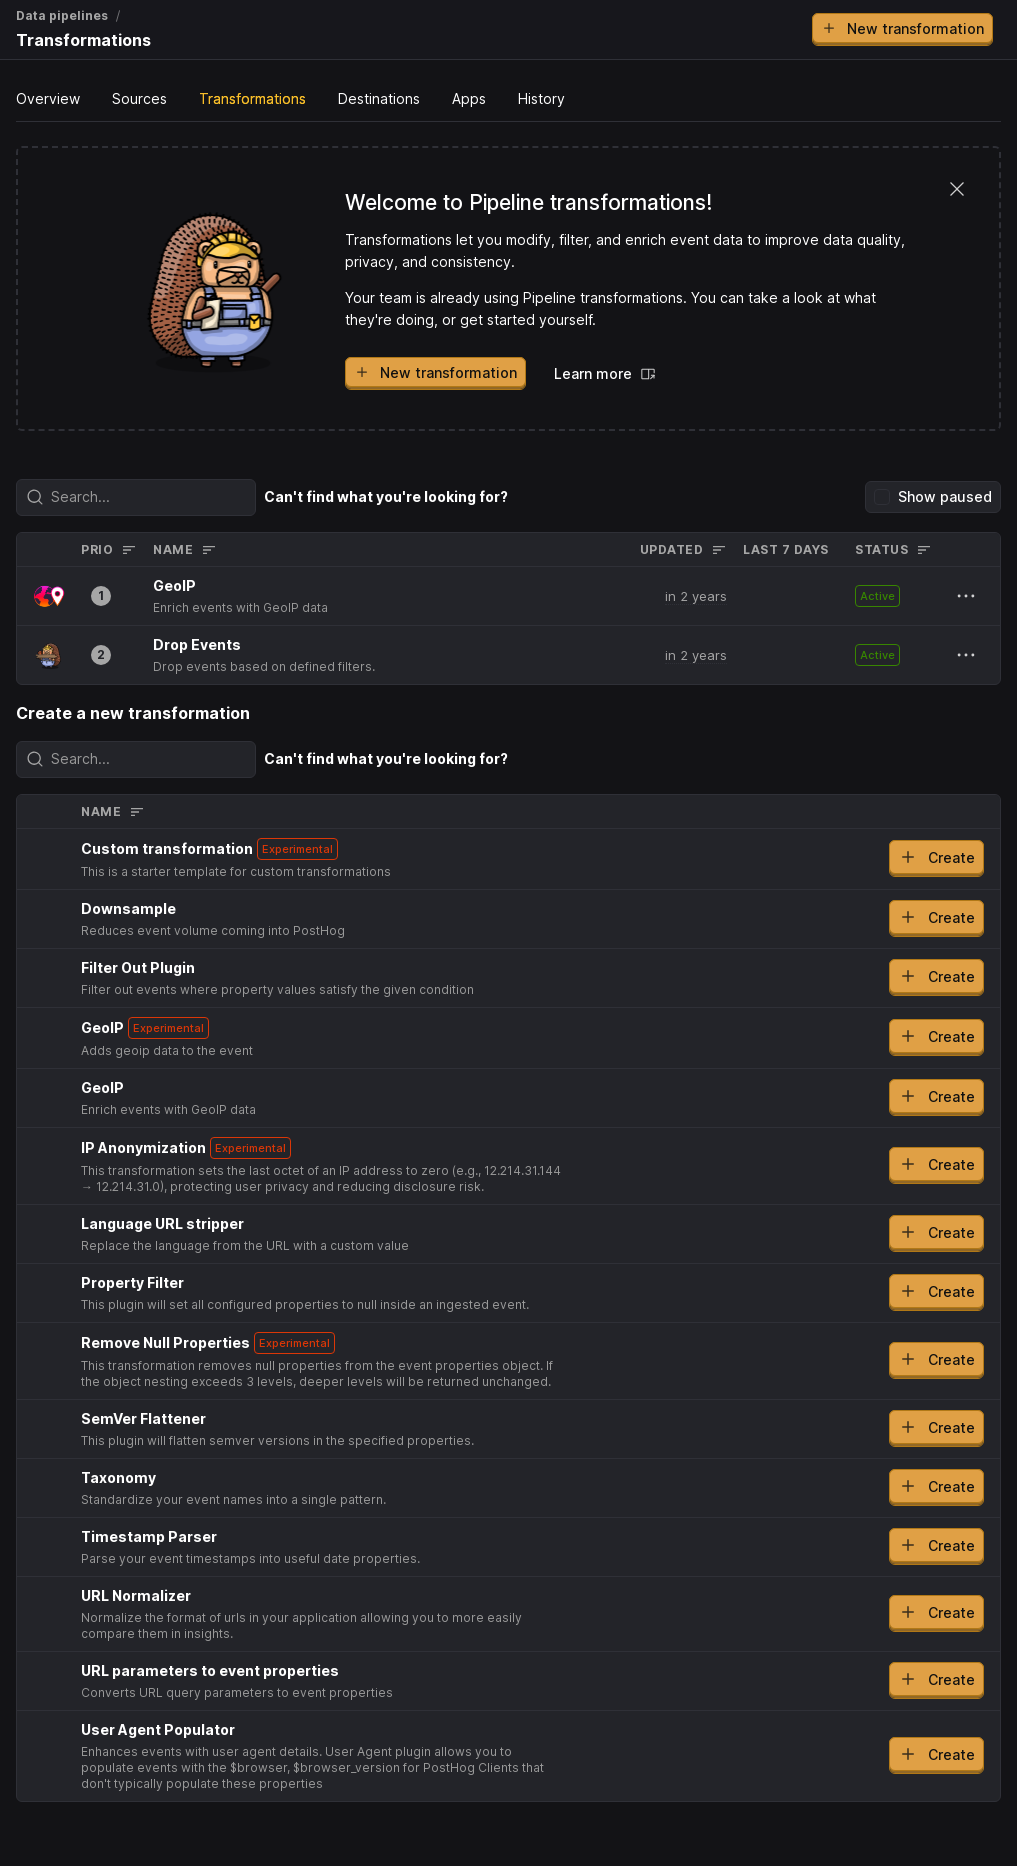 Data pipelines /
Transformations
New transformation
Overview Sources Transformations Destinations Apps History
Welcome to Pipeline transformations!
Transformations let you modify, filter, and enrich event data to improve data quality,
privacy, and consistency.
Your team is already using Pipeline transformations. You can take a look at what
they're doing, or get started yourself.
New transformation Learn more
Search... Can't find what you're looking for? Show paused
PRIO NAME UPDATED LAST 7 DAYS STATUS
1 GeoIP in 2 years Active
Enrich events with GeoIP data
2 Drop Events in 2 years Active
Drop events based on defined filters.
Create a new transformation
Search... Can't find what you're looking for?
NAME
Custom transformation Experimental Create
This is a starter template for custom transformations
Downsample Create
Reduces event volume coming into PostHog
Filter Out Plugin Create
Filter out events where property values satisfy the given condition
GeoIP Experimental Create
Adds geoip data to the event
GeoIP Create
Enrich events with GeoIP data
IP Anonymization Experimental Create
This transformation sets the last octet of an IP address to zero (e.g., 12.214.31.144
→ 12.214.31.0), protecting user privacy and reducing disclosure risk.
Language URL stripper Create
Replace the language from the URL with a custom value
Property Filter Create
This plugin will set all configured properties to null inside an ingested event.
Remove Null Properties Experimental Create
This transformation removes null properties from the event properties object. If
the object nesting exceeds 3 levels, deeper levels will be returned unchanged.
SemVer Flattener Create
This plugin will flatten semver versions in the specified properties.
Taxonomy Create
Standardize your event names into a single pattern.
Timestamp Parser Create
Parse your event timestamps into useful date properties.
URL Normalizer Create
Normalize the format of urls in your application allowing you to more easily
compare them in insights.
URL parameters to event properties Create
Converts URL query parameters to event properties
User Agent Populator Create
Enhances events with user agent details. User Agent plugin allows you to
populate events with the $browser, $browser_version for PostHog Clients that
don't typically populate these properties